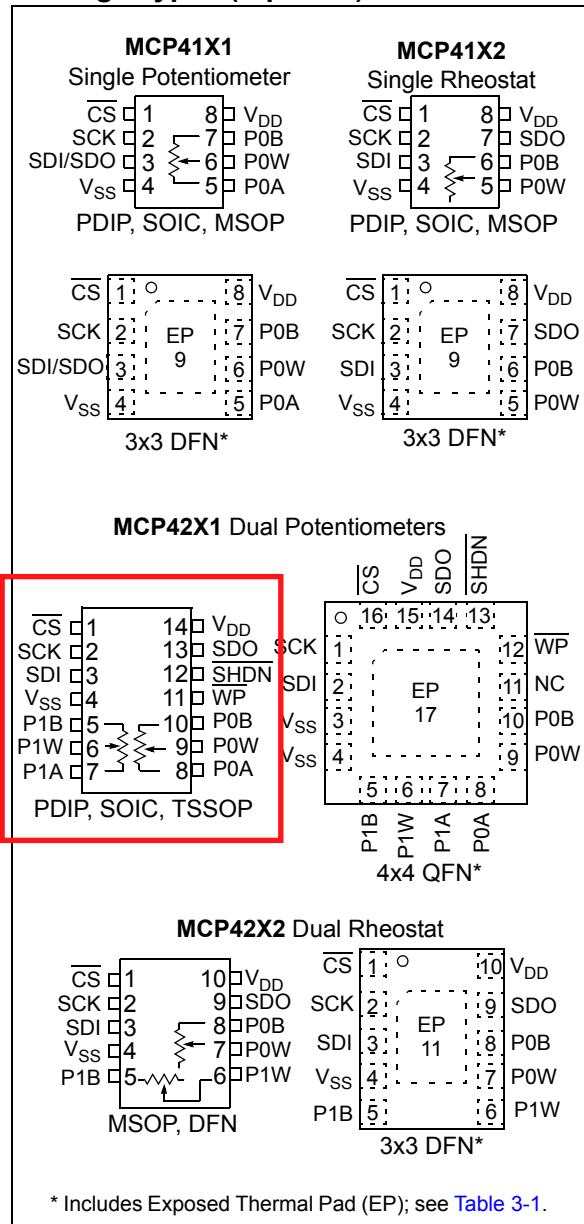 MCP41X1
Single Potentiometer
CS 1 8 VDD
SCK 2 7 P0B
SDI/SDO 3 6 P0W
VSS 4 5 P0A
PDIP, SOIC, MSOP
MCP41X2
Single Rheostat
CS 1 8 VDD
SCK 2 7 SDO
SDI 3 6 P0B
VSS 4 5 P0W
PDIP, SOIC, MSOP
CS 1 8 VDD
SCK 2 EP 7 P0B
SDI/SDO 3 9 6 P0W
VSS 4 5 P0A
3x3 DFN*
CS 1 8 VDD
SCK 2 EP 7 SDO
SDI 3 9 6 P0B
VSS 4 5 P0W
3x3 DFN*
MCP42X1 Dual Potentiometers
CS 1 14 VDD
SCK 2 13 SDO
SDI 3 12 SHDN
VSS 4 11 WP
P1B 5 10 P0B
P1W 6 9 P0W
P1A 7 8 P0A
PDIP, SOIC, TSSOP
CS VDD SDO SHDN
16 15 14 13
SCK 1 12 WP
SDI 2 EP 11 NC
VSS 3 17 10 P0B
VSS 4 9 P0W
5 6 7 8
P1B P1W P1A P0A
4x4 QFN*
MCP42X2 Dual Rheostat
CS 1 10 VDD
SCK 2 9 SDO
SDI 3 8 P0B
VSS 4 7 P0W
P1B 5 6 P1W
MSOP, DFN
CS 1 10 VDD
SCK 2 9 SDO
SDI 3 EP 11 8 P0B
VSS 4 7 P0W
P1B 5 6 P1W
3x3 DFN*
* Includes Exposed Thermal Pad (EP); see Table 3-1.